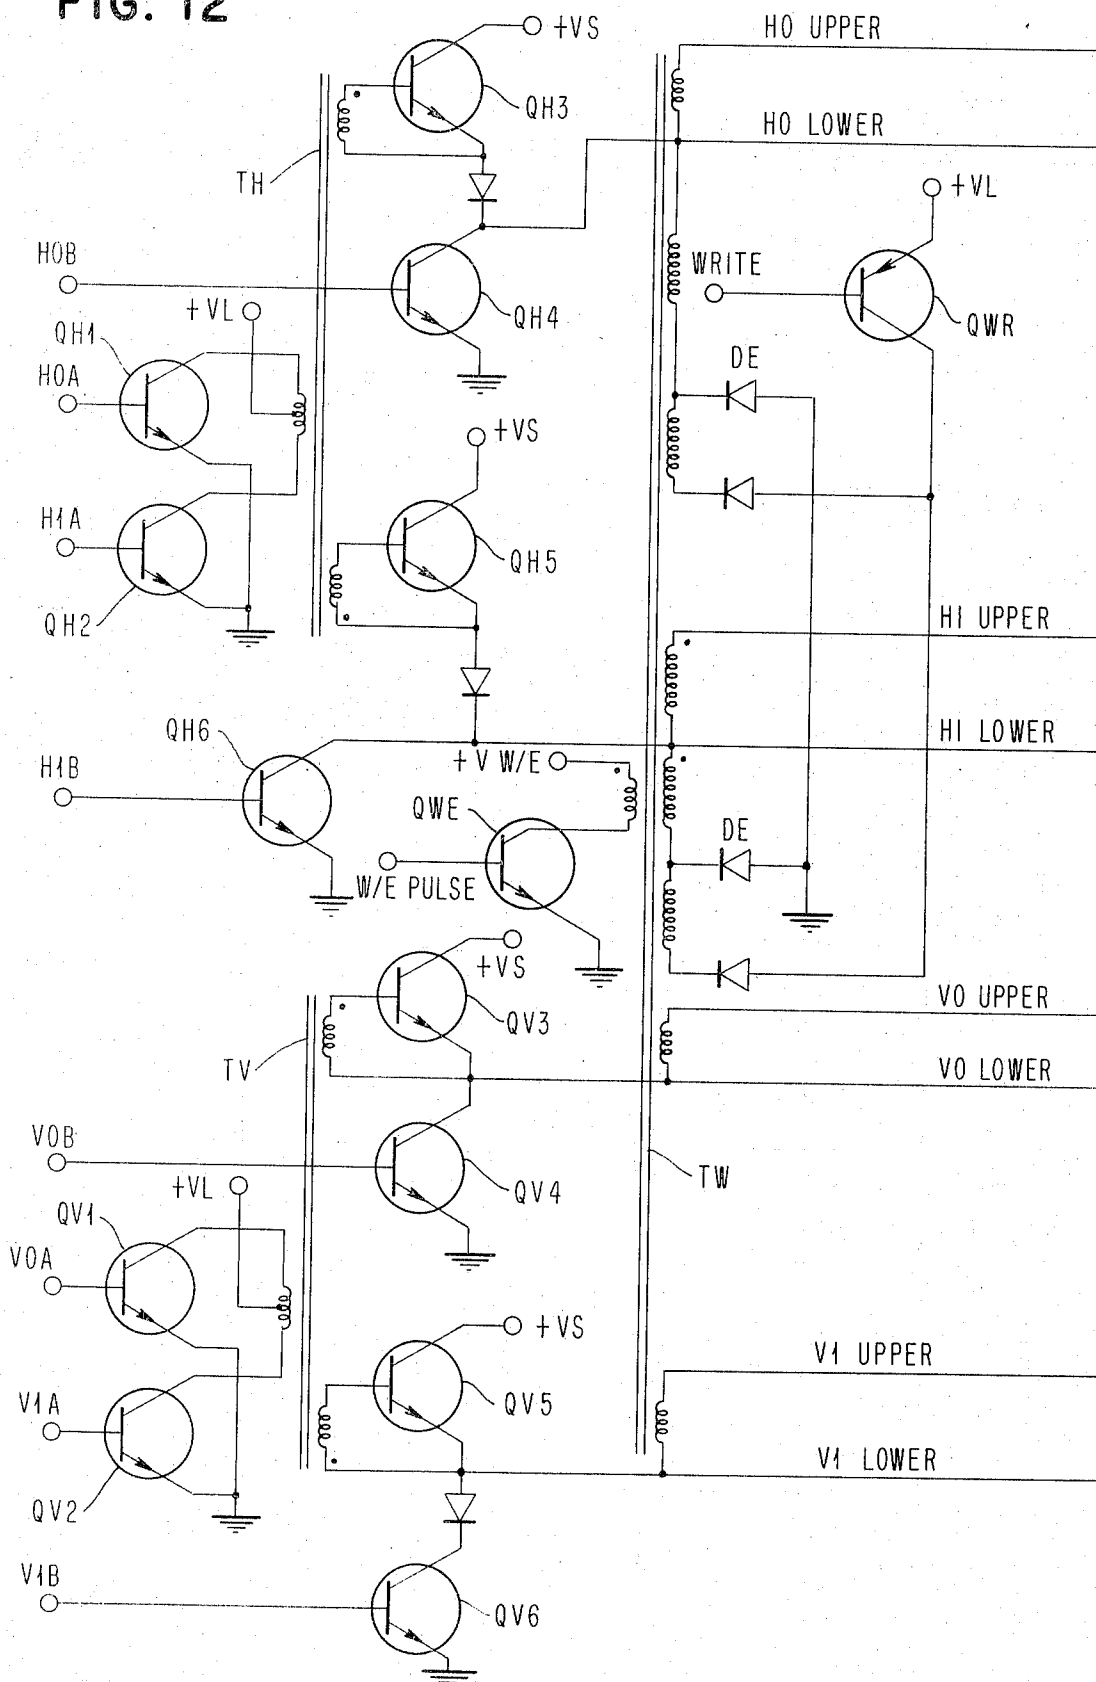 FIG. 12
+VS
H0 UPPER
QH3
H0 LOWER
TH
+VL
H0B
WRITE
+VL
QH4
QWR
QH1
H0A
DE
+VS
H1A
QH5
QH2
H1 UPPER
QH6
H1 LOWER
+V W/E
H1B
QWE
DE
W/E PULSE
+VS
V0 UPPER
QV3
TV
V0 LOWER
V0B
+VL
QV4
TW
QV1
V0A
+VS
V1 UPPER
V1A
QV5
V1 LOWER
QV2
V1B
QV6